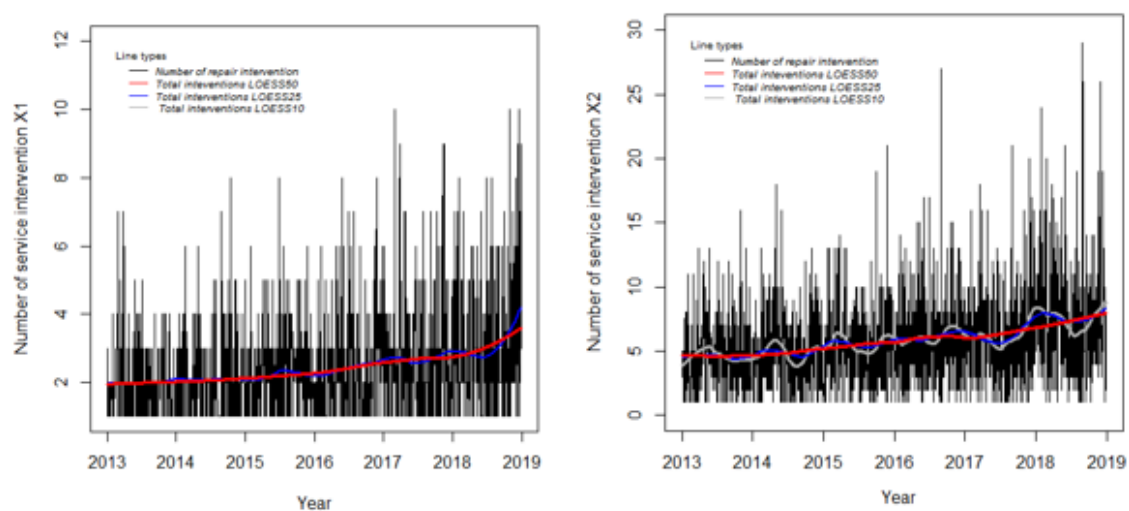 Number of service intervention X1
12
10
8
6
4
2
Line types
Number of repair intervention
Total inteventions LOESS50
Total interventions LOESS25
Total interventions LOESS10
2013 2014 2015 2016 2017 2018 2019
Year
Number of service intervention X2
30
25
20
15
10
5
0
Line types
Number of repair intervention
Total interventions LOESS50
Total interventions LOESS25
Total interventions LOESS10
2013 2014 2015 2016 2017 2018 2019
Year